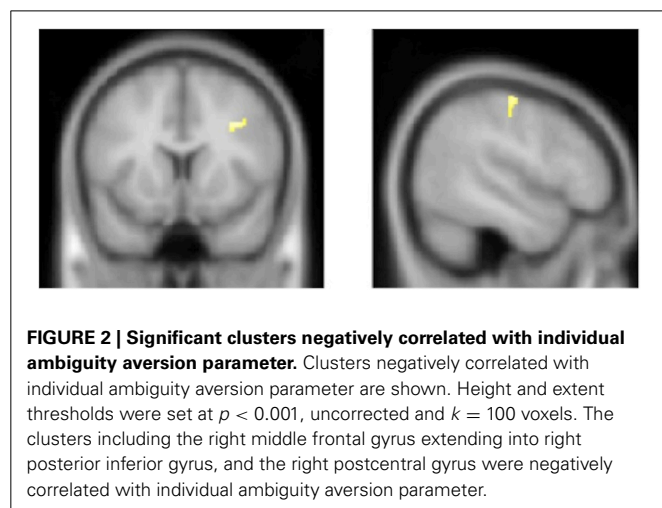 FIGURE 2 | Significant clusters negatively correlated with individual
ambiguity aversion parameter. Clusters negatively correlated with
individual ambiguity aversion parameter are shown. Height and extent
thresholds were set at p < 0.001, uncorrected and k = 100 voxels. The
clusters including the right middle frontal gyrus extending into right
posterior inferior gyrus, and the right postcentral gyrus were negatively
correlated with individual ambiguity aversion parameter.